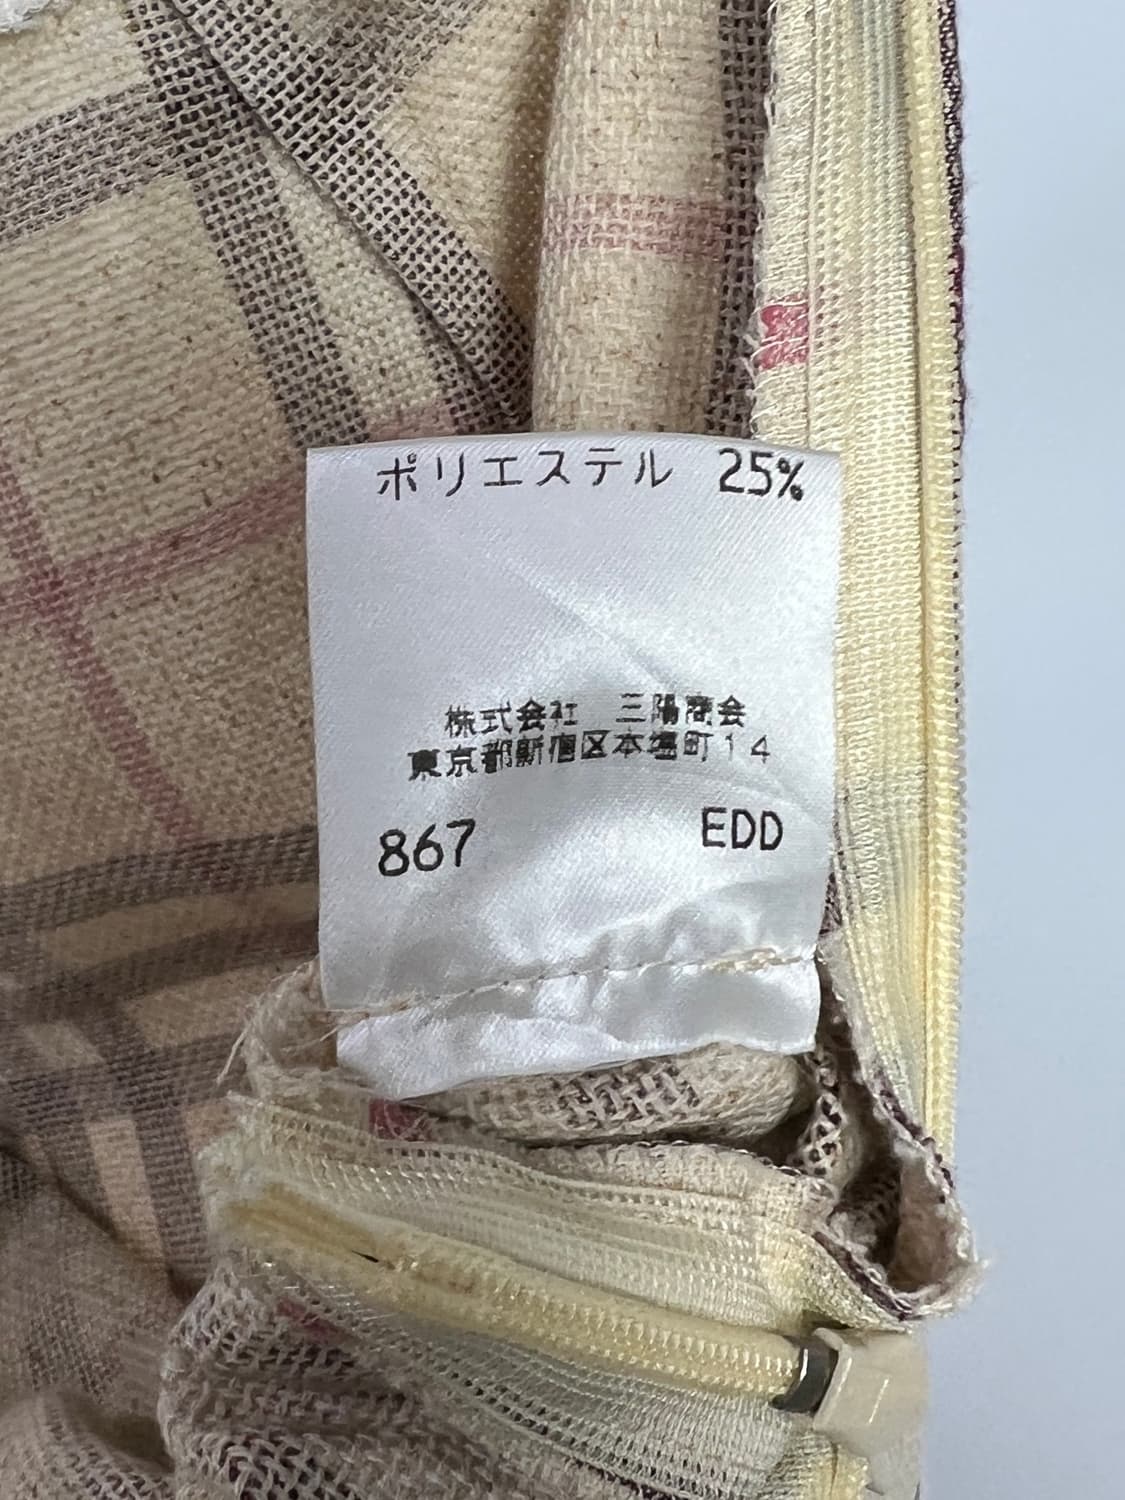 ポリエステル 25%
株式会社 三陽商会
東京都新宿区本塩町14
867 EDD